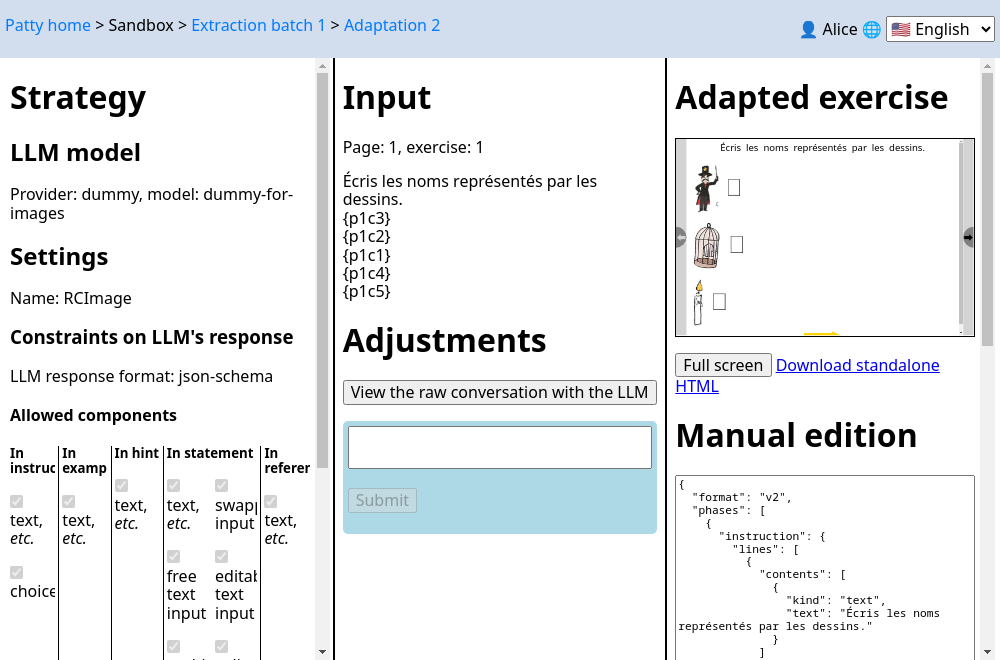 Patty home > Sandbox > Extraction batch 1 > Adaptation 2
Alice
English
Strategy
LLM model
Provider: dummy, model: dummy-for-
images
Settings
Name: RCImage
Constraints on LLM's response
LLM response format: json-schema
Allowed components
In
instruc
text,
etc.
choice
In
examp
text,
etc.
In hint
text,
etc.
In statement
text,
etc.
swapp
input
free
text
input
editab
text
input
In
referer
text,
etc.
Input
Page: 1, exercise: 1
Écris les noms représentés par les
dessins.
{p1c3}
{p1c2}
{p1c1}
{p1c4}
{p1c5}
Adjustments
View the raw conversation with the LLM
Submit
Adapted exercise
Écris les noms représentés par les dessins.
Full screen Download standalone
HTML
Manual edition
{
"format": "v2",
"phases": [
{
"instruction": {
"lines": [
{
"contents": [
{
"kind": "text",
"text": "Écris les noms
représentés par les dessins."
}
]